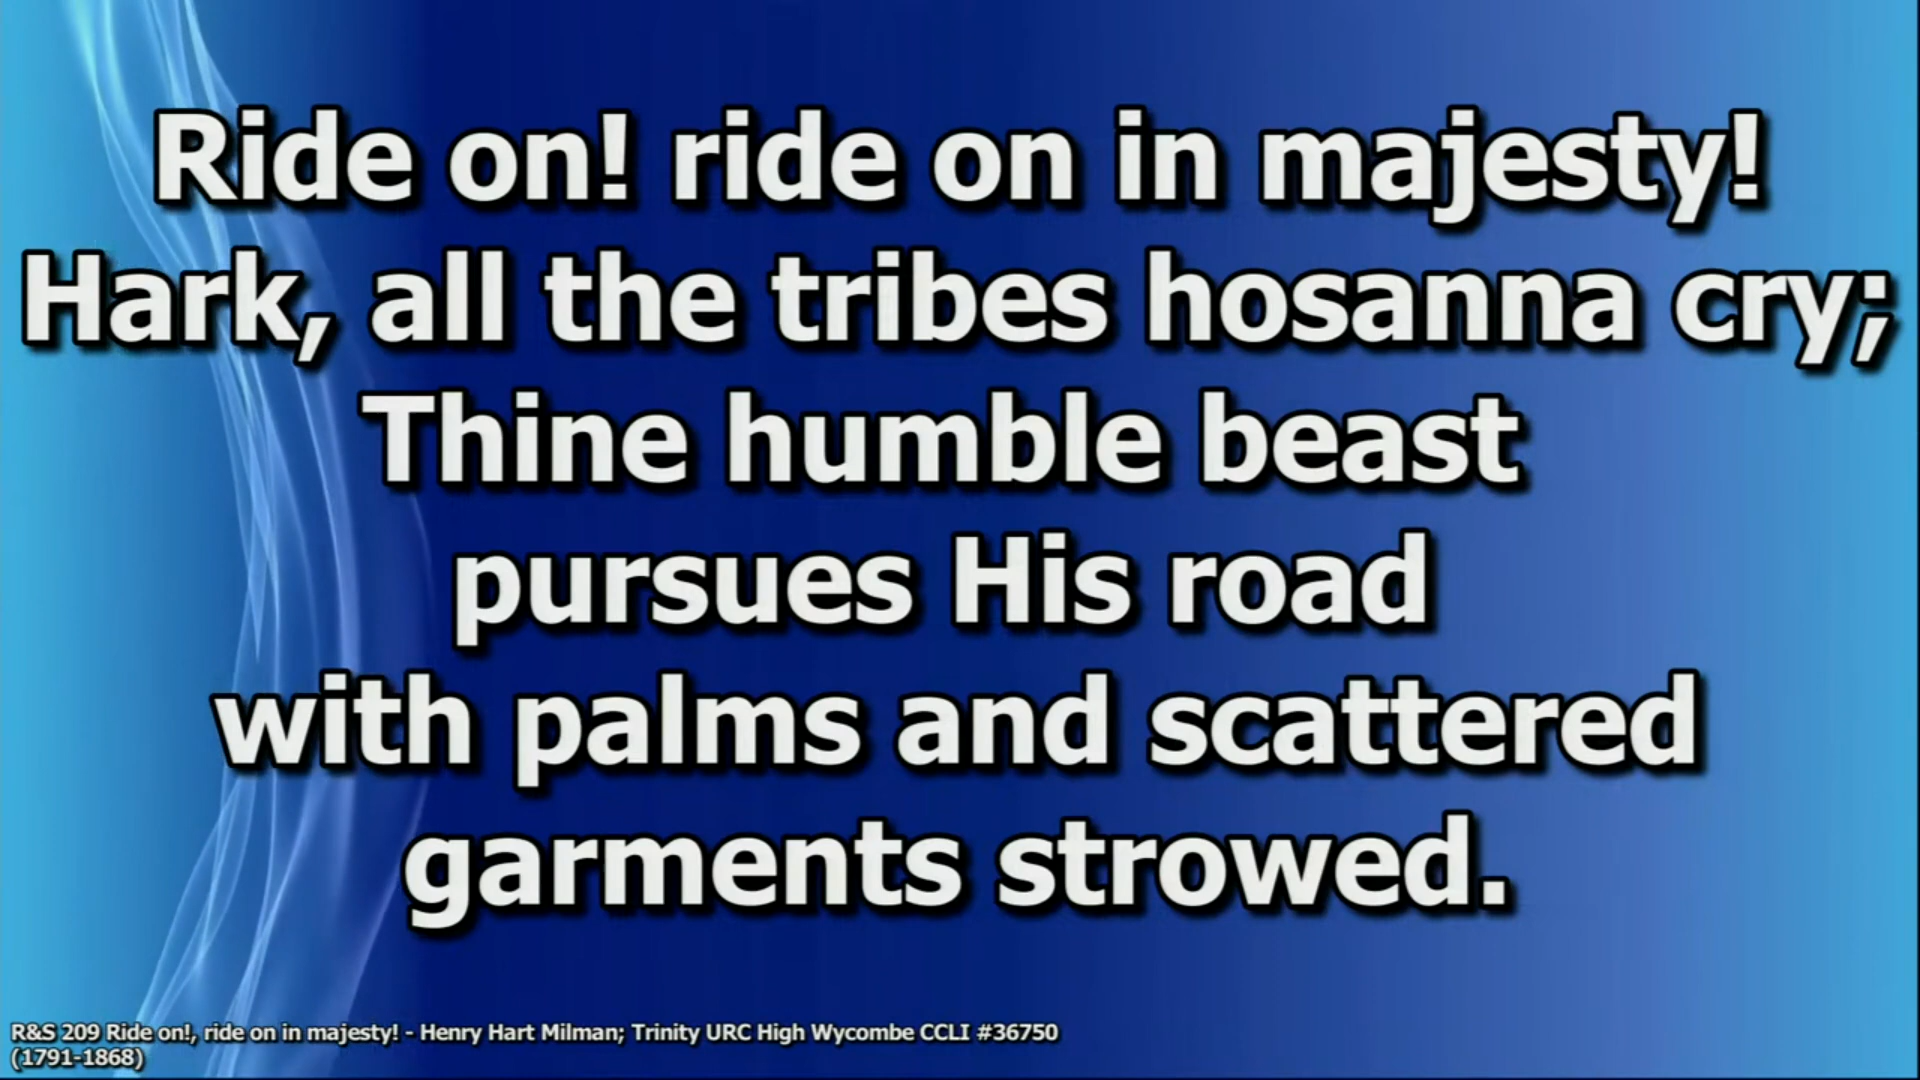 Ride on! ride on in majesty!
Hark, all the tribes hosanna cry;
Thine humble beast
pursues His road
with palms and scattered
garments strowed.
R&S 209 Ride on!, ride on in majesty! - Henry Hart Milman; Trinity URC High Wycombe CCLI #36750
(1791-1868)